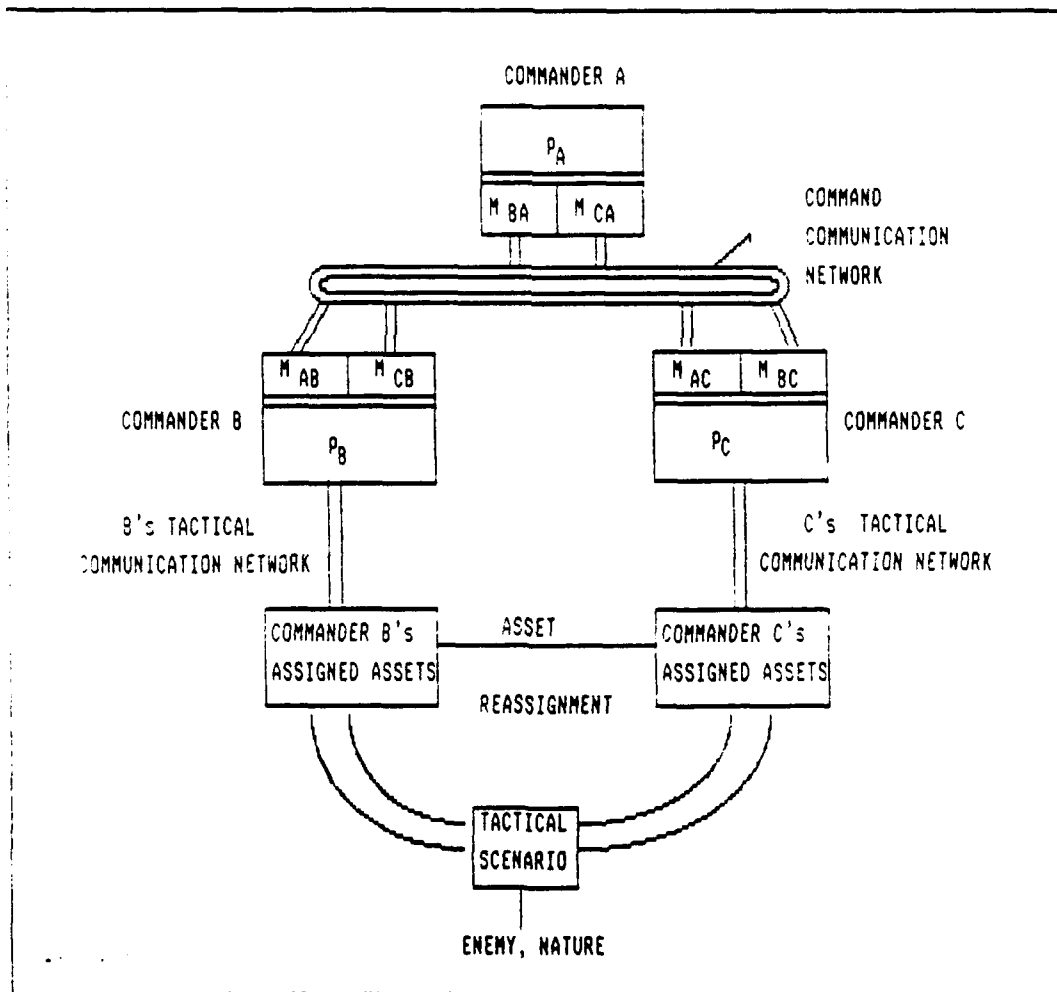 COMMANDER A
P_A
M_BA M_CA
COMMAND
COMMUNICATION
NETWORK
M_AB M_CB
M_AC M_BC
COMMANDER B
P_B
P_C
COMMANDER C
B's TACTICAL
COMMUNICATION NETWORK
C's TACTICAL
COMMUNICATION NETWORK
COMMANDER B's
ASSIGNED ASSETS
ASSET
REASSIGNMENT
COMMANDER C's
ASSIGNED ASSETS
TACTICAL
SCENARIO
ENEMY, NATURE